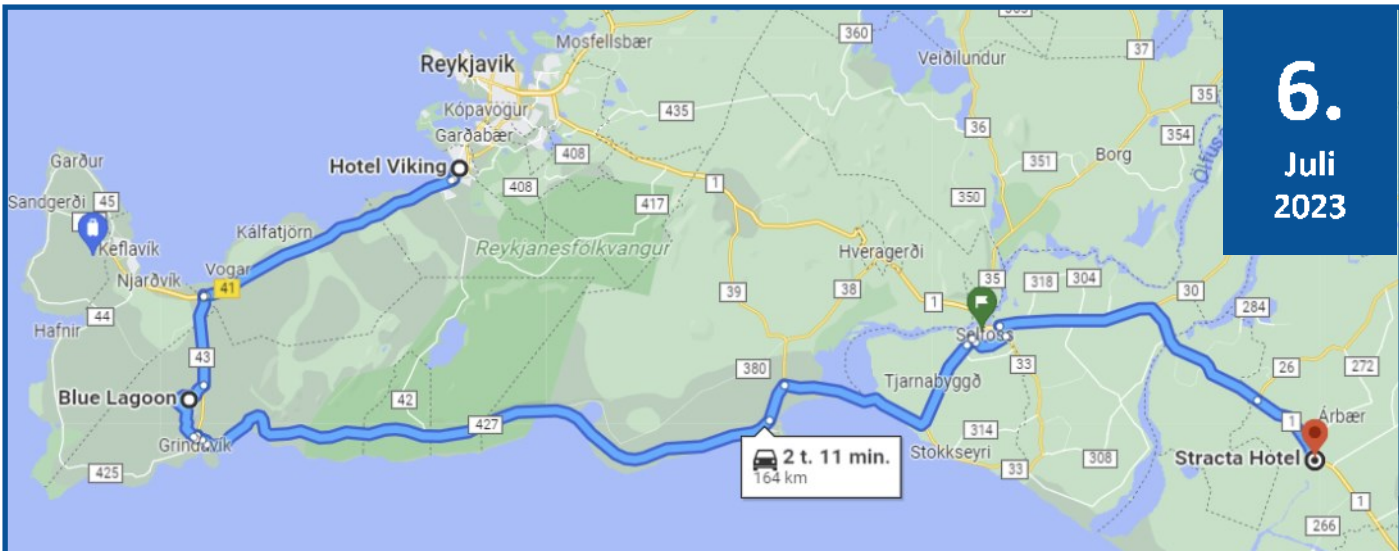 Mosfellsbær
360
37
Veiðilundur
Reykjavik
6.
Juli
2023
35
Kópavogur
435
36
354
Garðabær
Ölfus
408
351
Borg
Garður
Hotel Viking
408
1
350
45
417
Sandgerði
Keflavík
Kálfatjörn
Reykjanesfólkvangur
Hveragerði
Njarðvík
Vogar
41
35
318
304
39
38
1
30
284
44
Hafnir
Selfoss
43
380
33
26
272
Tjarnabyggð
Blue Lagoon
42
1
Árbær
427
Grindavík
314
Stokkseyri
2 t. 11 min.
164 km
308
Stracta Hotel
425
33
1
266